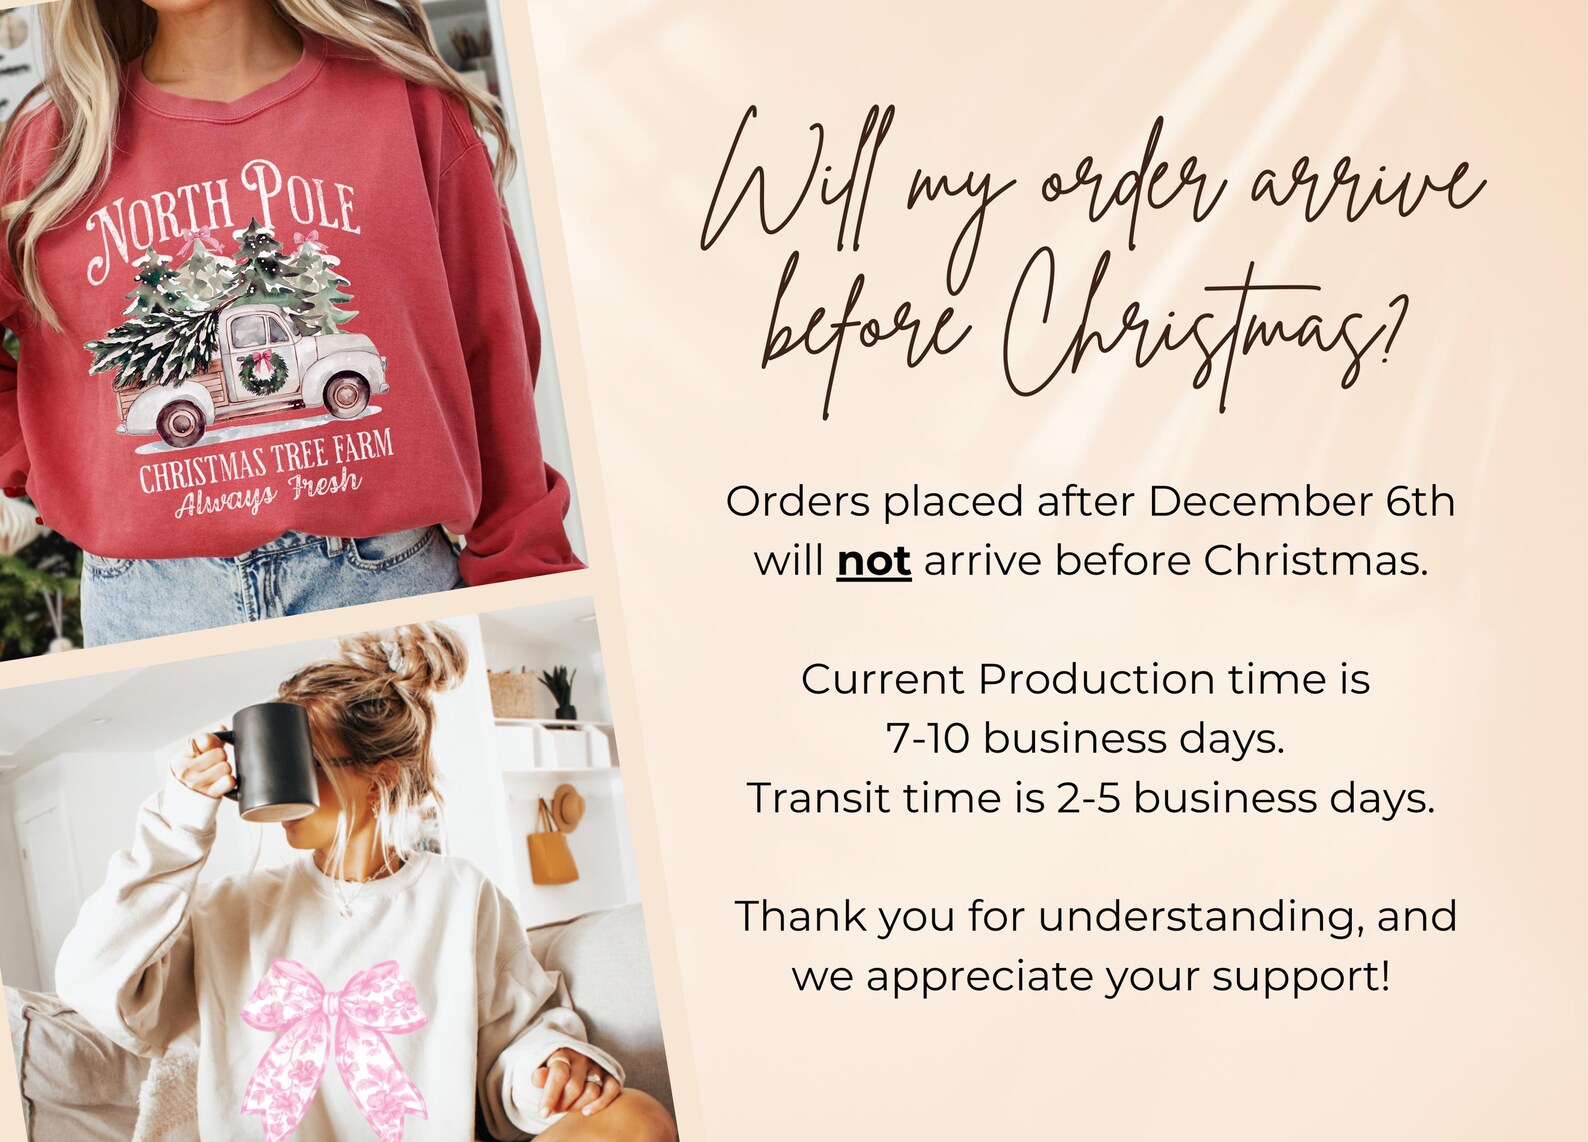 NORTH POLE
CHRISTMAS TREE FARM
Always Fresh
Will my order arrive
before Christmas?
Orders placed after December 6th
will not arrive before Christmas.
Current Production time is
7-10 business days.
Transit time is 2-5 business days.
Thank you for understanding, and
we appreciate your support!